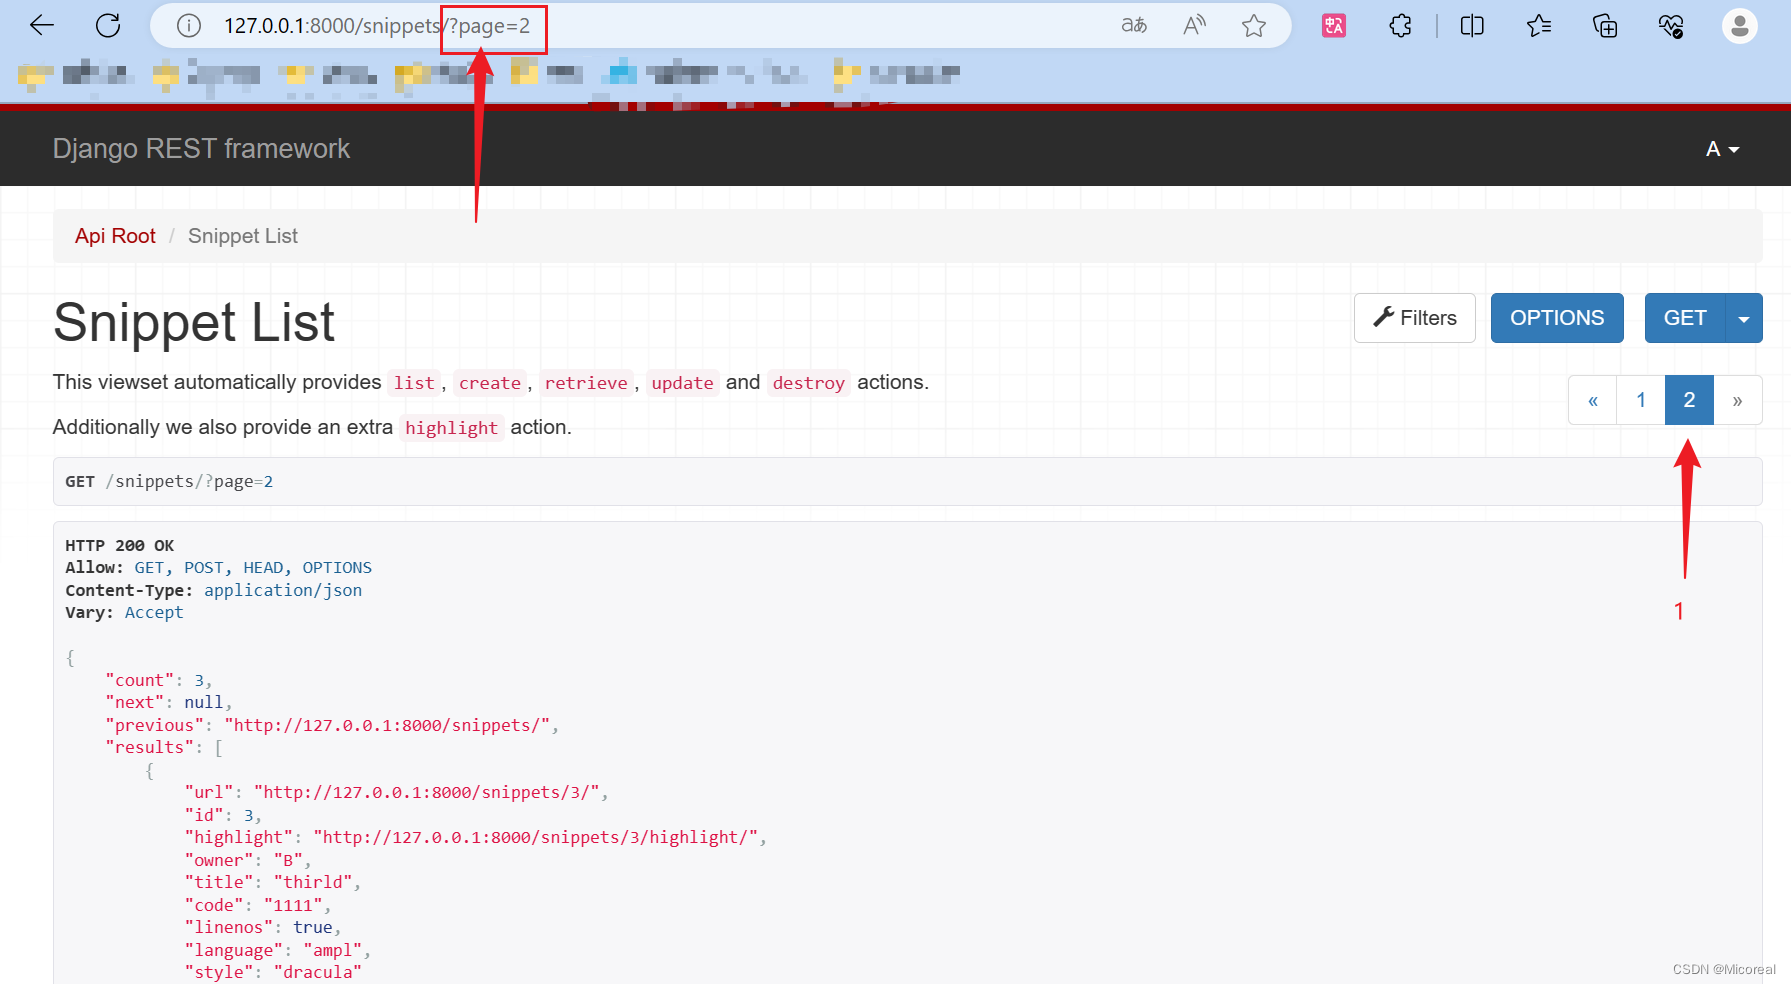 127.0.0.1:8000/snippets/?page=2
Django REST framework
A
Api Root / Snippet List
Snippet List
Filters
OPTIONS
GET
This viewset automatically provides list, create, retrieve, update and destroy actions.
« 1 2 »
Additionally we also provide an extra highlight action.
GET /snippets/?page=2
HTTP 200 OK
Allow: GET, POST, HEAD, OPTIONS
Content-Type: application/json
Vary: Accept
1
{
"count": 3,
"next": null,
"previous": "http://127.0.0.1:8000/snippets/",
"results": [
{
"url": "http://127.0.0.1:8000/snippets/3/",
"id": 3,
"highlight": "http://127.0.0.1:8000/snippets/3/highlight/",
"owner": "B",
"title": "thirld",
"code": "1111",
"linenos": true,
"language": "ampl",
"style": "dracula"
CSDN @Micoreal